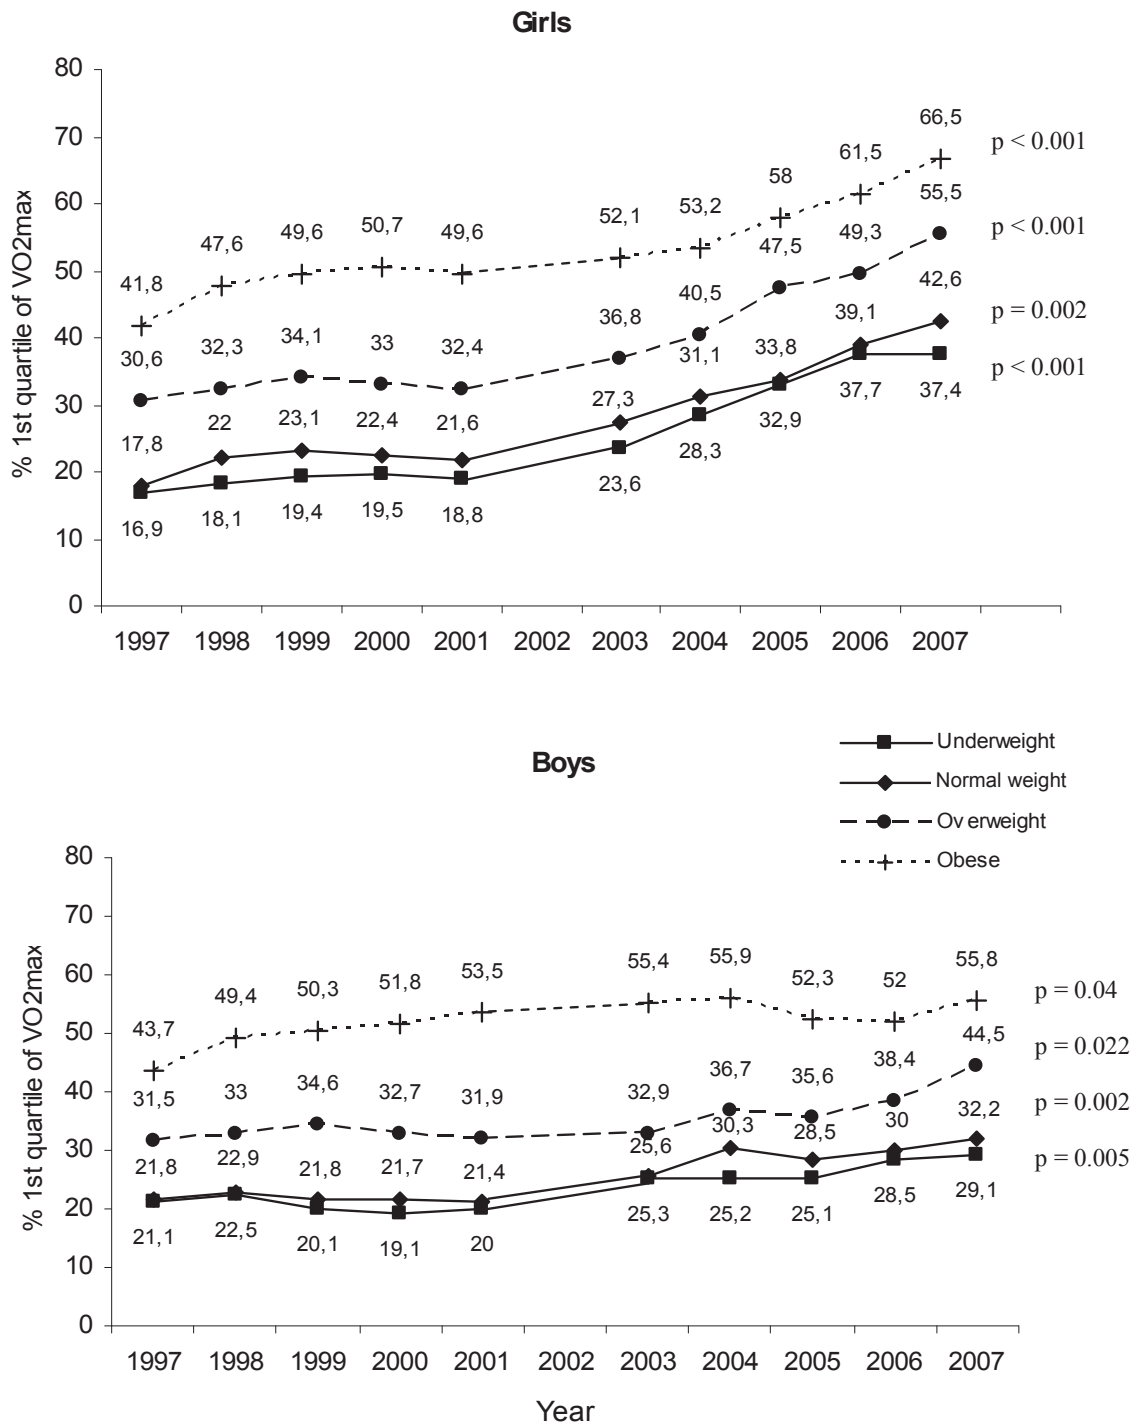 Girls
% 1st quartile of VO2max
80
70
60
50
40
30
20
10
0
41,8 47,6 49,6 50,7 49,6 52,1 53,2 58 61,5 66,5
30,6 32,3 34,1 33 32,4 36,8 40,5 47,5 49,3 55,5
17,8 22 23,1 22,4 21,6 27,3 31,1 33,8 39,1 42,6
16,9 18,1 19,4 19,5 18,8 23,6 28,3 32,9 37,7 37,4
p < 0.001
p < 0.001
p = 0.002
p < 0.001
1997 1998 1999 2000 2001 2002 2003 2004 2005 2006 2007
Boys
Underweight
Normal weight
Ov erweight
Obese
% 1st quartile of VO2max
80
70
60
50
40
30
20
10
0
43,7 49,4 50,3 51,8 53,5 55,4 55,9 52,3 52 55,8
31,5 33 34,6 32,7 31,9 32,9 36,7 35,6 38,4 44,5
21,8 22,9 21,8 21,7 21,4 25,6 30,3 28,5 30 32,2
21,1 22,5 20,1 19,1 20 25,3 25,2 25,1 28,5 29,1
p = 0.04
p = 0.022
p = 0.002
p = 0.005
1997 1998 1999 2000 2001 2002 2003 2004 2005 2006 2007
Year